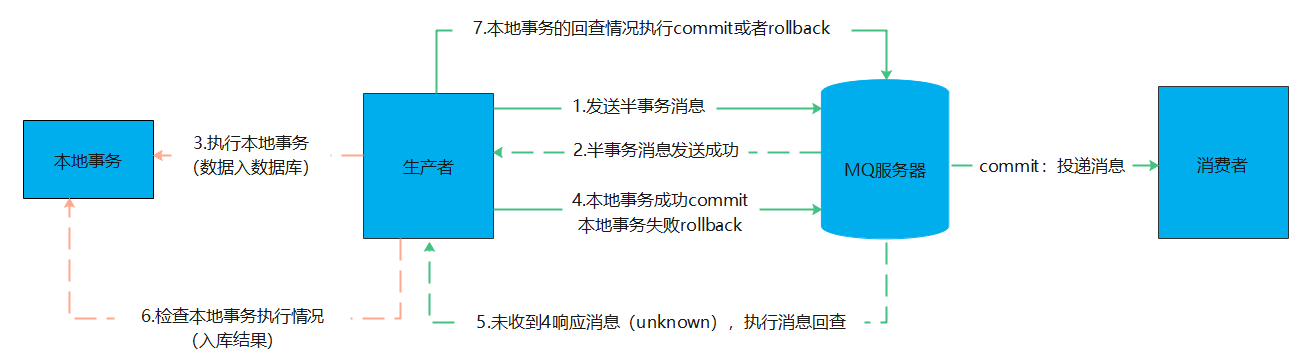 7.本地事务的回查情况执行commit或者rollback
1.发送半事务消息
3.执行本地事务
(数据入数据库)
本地事务
生产者
2.半事务消息发送成功
MQ服务器
commit：投递消息
消费者
4.本地事务成功commit
本地事务失败rollback
6.检查本地事务执行情况
(入库结果)
5.未收到4响应消息（unknown），执行消息回查